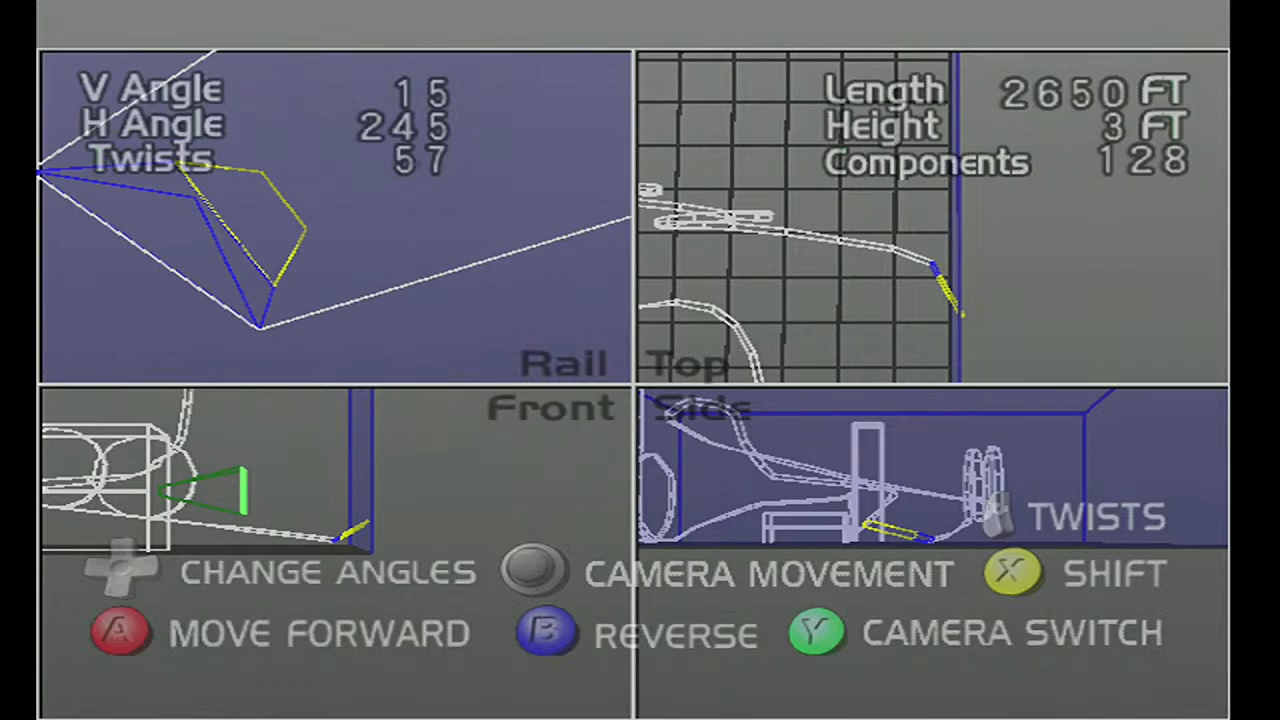 V Angle 15
H Angle 245
Twists 57
Length 2650 FT
Height 3 FT
Components 128
Rail
Top
Front
Side
TWISTS
CHANGE ANGLES
CAMERA MOVEMENT
X SHIFT
A MOVE FORWARD
B REVERSE
Y CAMERA SWITCH